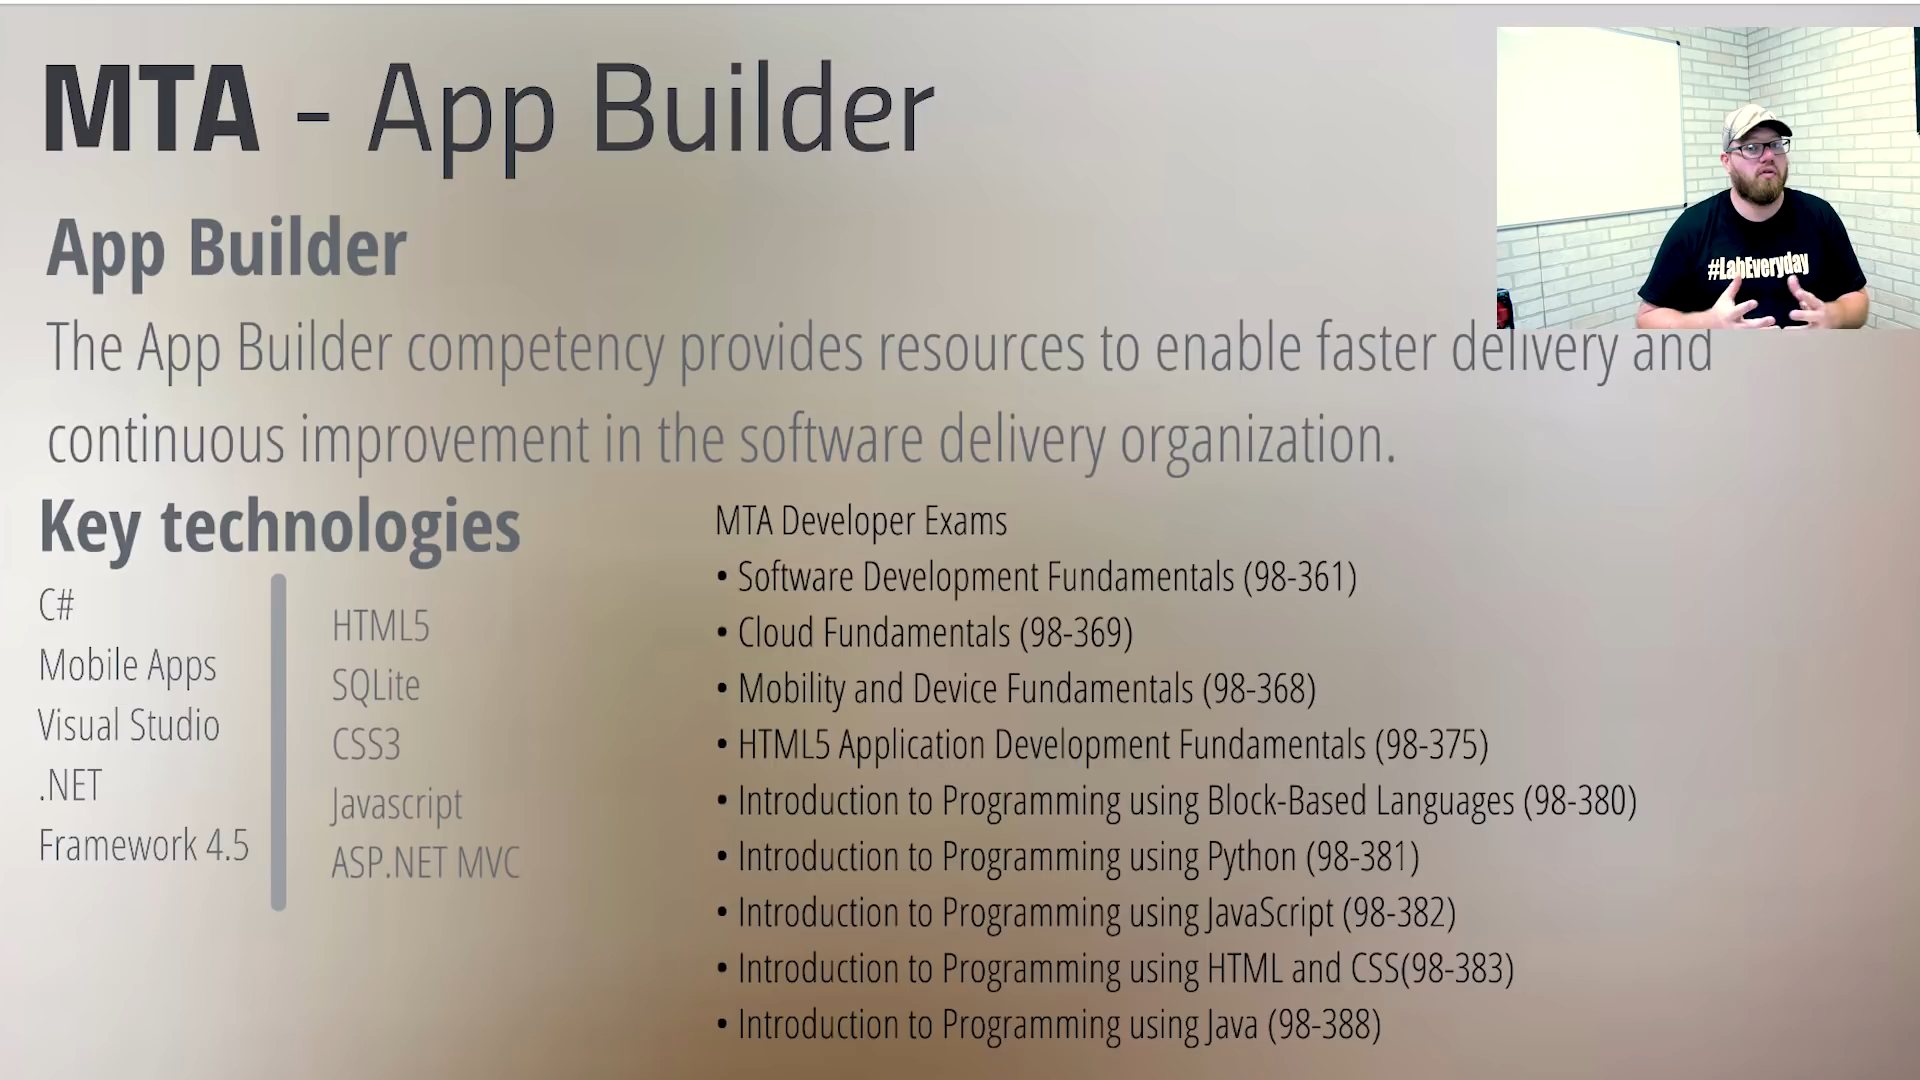 MTA - App Builder
#LabEveryday
App Builder
The App Builder competency provides resources to enable faster delivery and
continuous improvement in the software delivery organization.
Key technologies
C#
Mobile Apps
Visual Studio
.NET
Framework 4.5
HTML5
SQLite
CSS3
Javascript
ASP.NET MVC
MTA Developer Exams
• Software Development Fundamentals (98-361)
• Cloud Fundamentals (98-369)
• Mobility and Device Fundamentals (98-368)
• HTML5 Application Development Fundamentals (98-375)
• Introduction to Programming using Block-Based Languages (98-380)
• Introduction to Programming using Python (98-381)
• Introduction to Programming using JavaScript (98-382)
• Introduction to Programming using HTML and CSS(98-383)
• Introduction to Programming using Java (98-388)